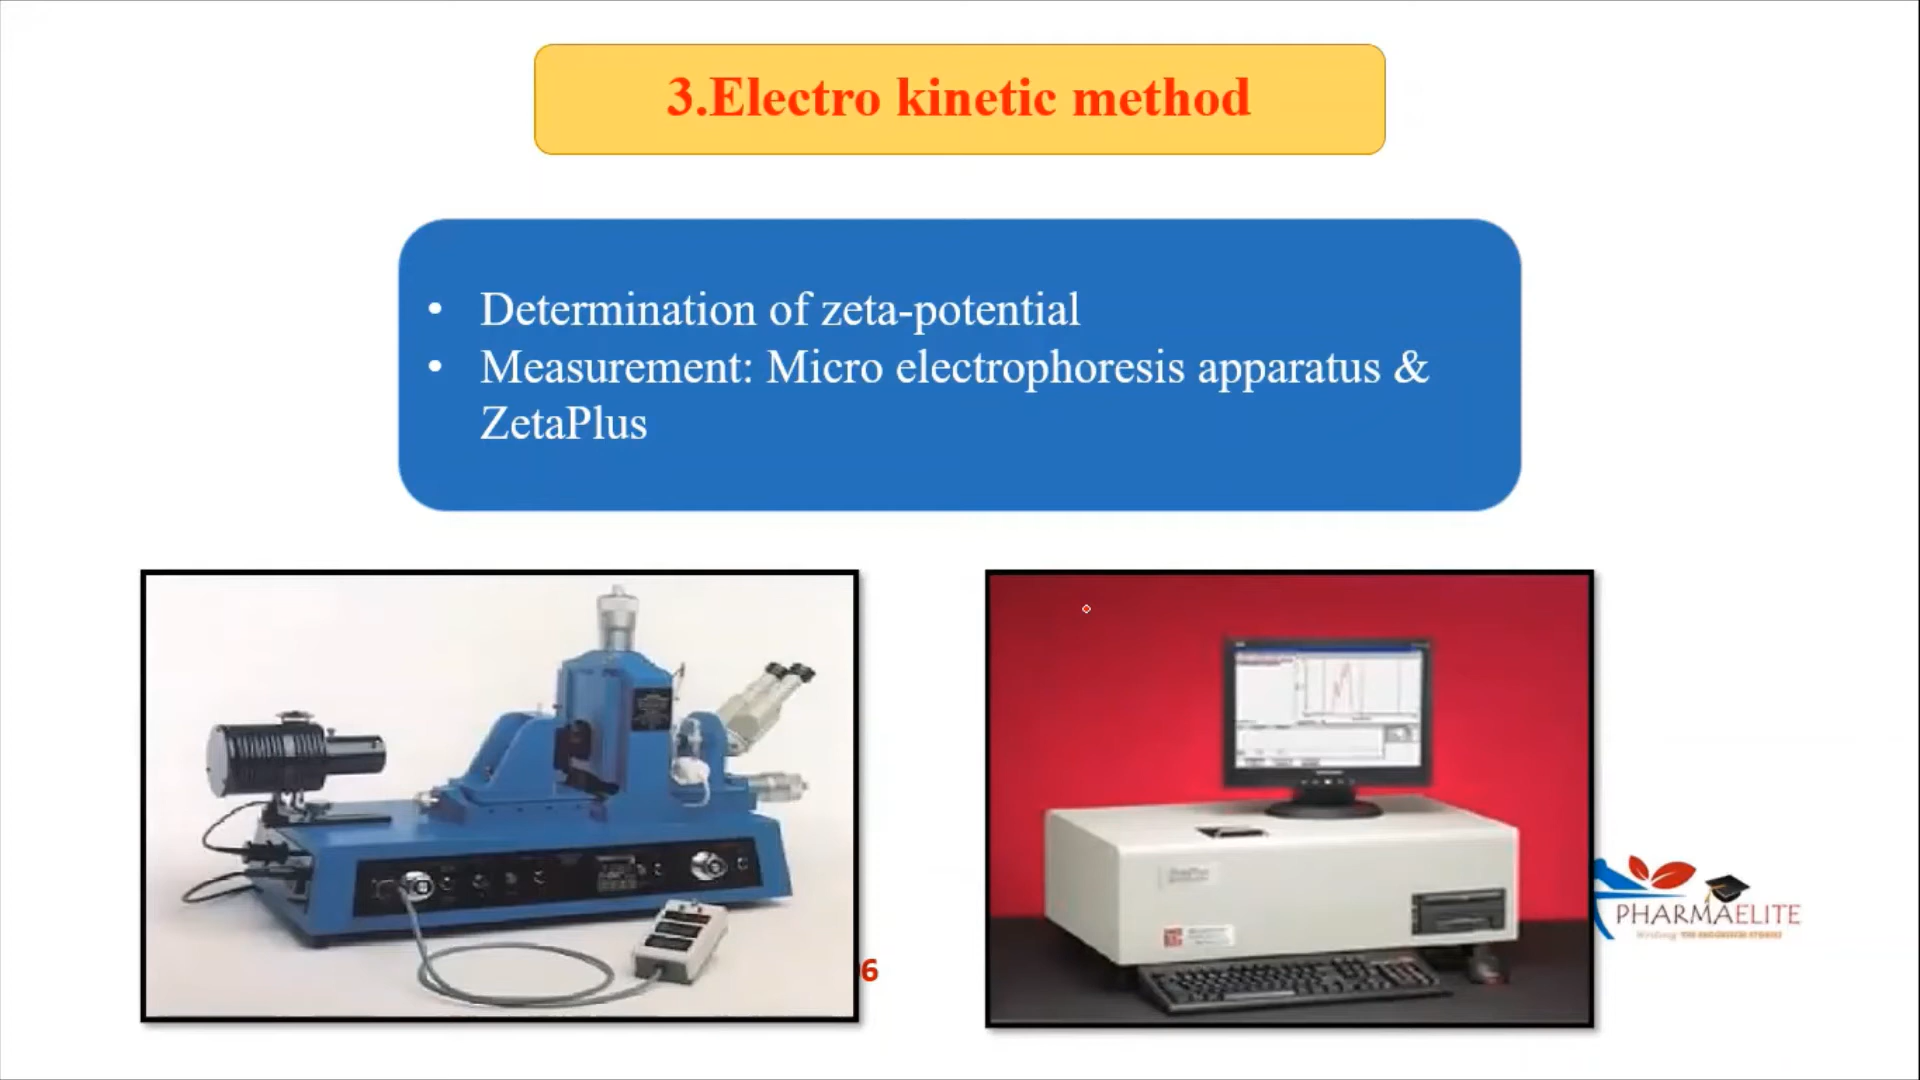 3.Electro kinetic method
• Determination of zeta-potential
• Measurement: Micro electrophoresis apparatus &
ZetaPlus
6
PHARMAELITE